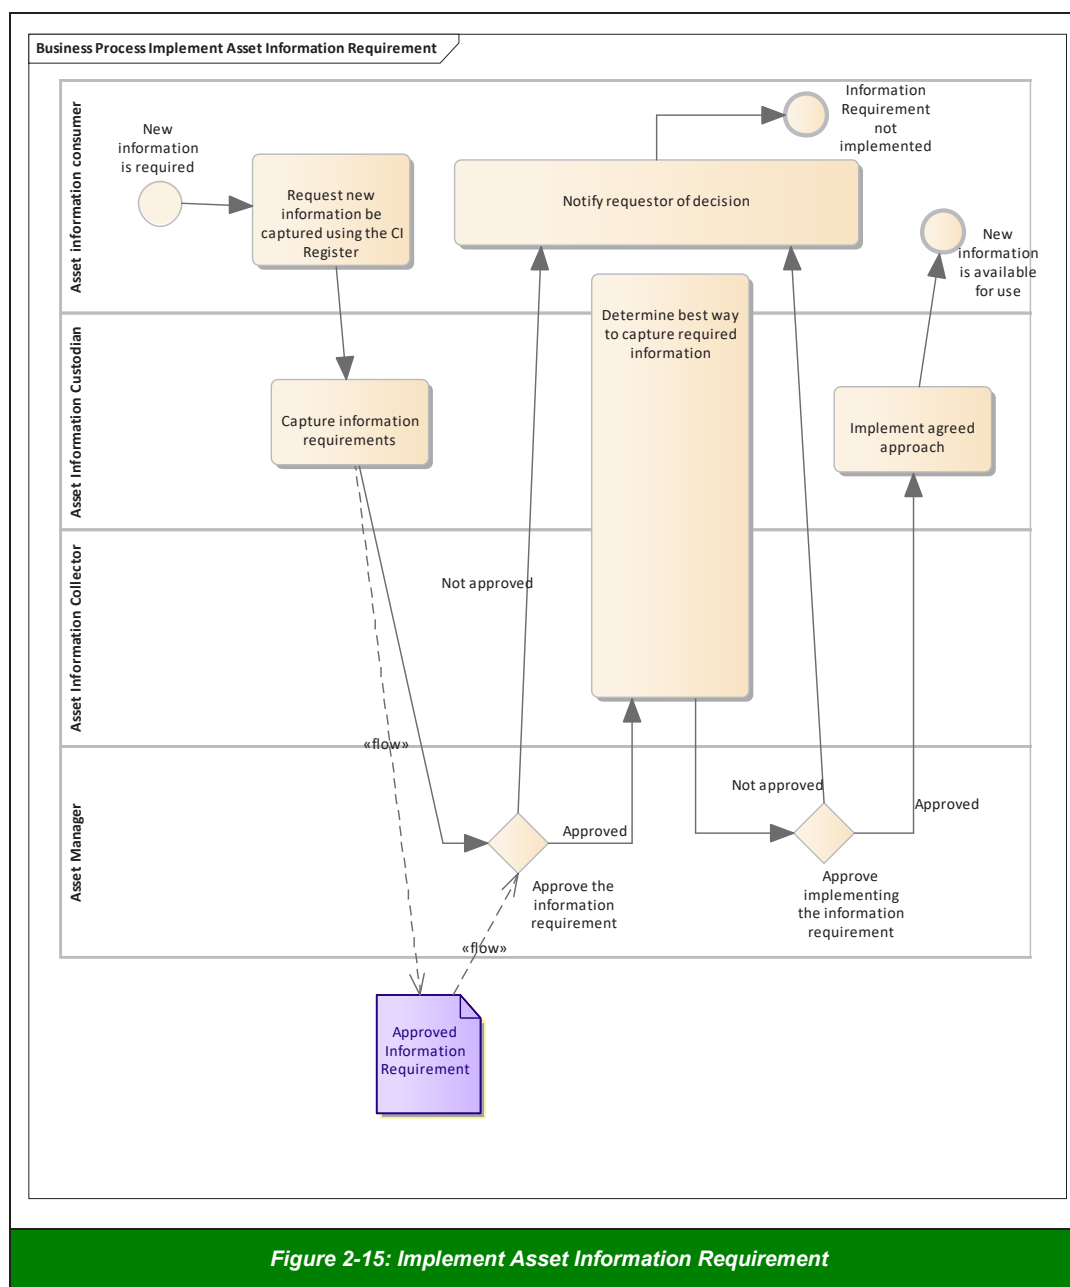 Business Process Implement Asset Information Requirement
Asset information consumer
New
information
is required
Request new
information be
captured using the CI
Register
Information
Requirement
not
implemented
Notify requestor of decision
New
information
is available
for use
Asset Information Custodian
Determine best way
to capture required
information
Capture information
requirements
Implement agreed
approach
Asset Information Collector
Not approved
«flow»
Asset Manager
Not approved
Approved
Approved
Approve the
information
requirement
Approve
implementing
the information
requirement
«flow»
Approved
Information
Requirement
Figure 2-15: Implement Asset Information Requirement